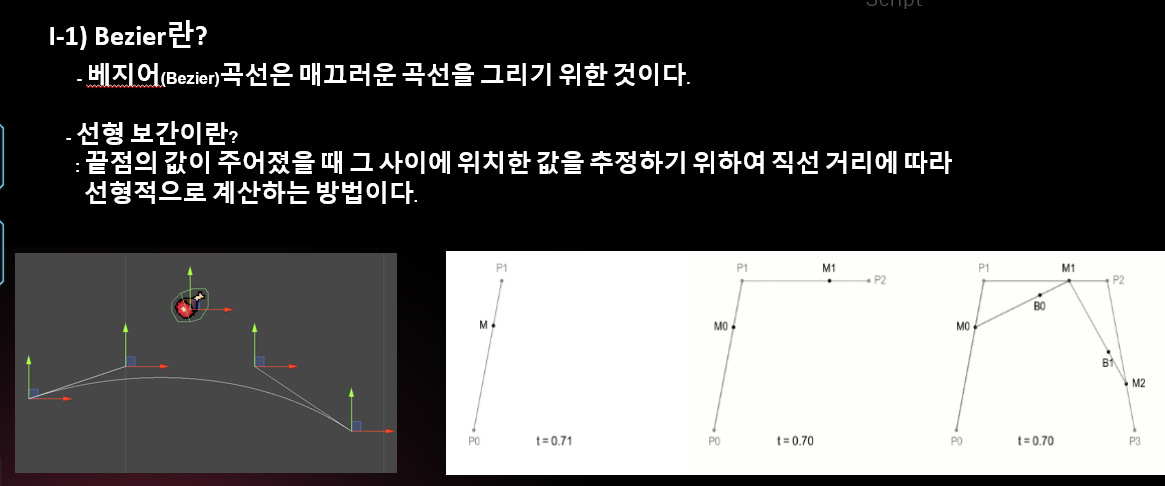 Script
I-1) Bezier란?
- 베지어(Bezier)곡선은 매끄러운 곡선을 그리기 위한 것이다.
- 선형 보간이란?
: 끝점의 값이 주어졌을 때 그 사이에 위치한 값을 추정하기 위하여 직선 거리에 따라
선형적으로 계산하는 방법이다.
P1
M
P0
t = 0.71
P1
M1
P2
M0
P0
t = 0.70
P1
M1
P2
B0
M0
B1
M2
P0
t = 0.70
P3